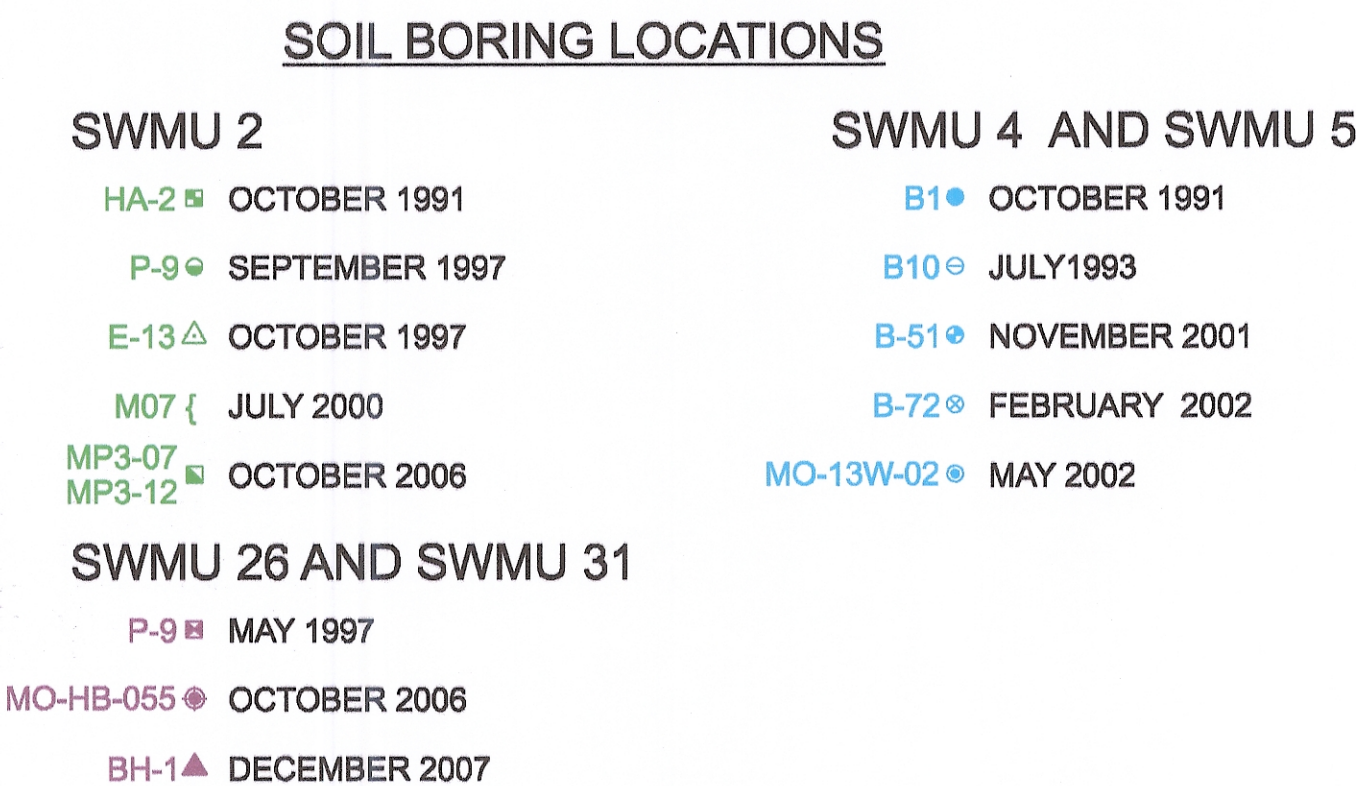 SOIL BORING LOCATIONS
SWMU 2
HA-2 OCTOBER 1991
P-9 SEPTEMBER 1997
E-13 OCTOBER 1997
M07 { JULY 2000
MP3-07
MP3-12 OCTOBER 2006
SWMU 26 AND SWMU 31
P-9 MAY 1997
MO-HB-055 OCTOBER 2006
BH-1 DECEMBER 2007
SWMU 4 AND SWMU 5
B1 OCTOBER 1991
B10 JULY1993
B-51 NOVEMBER 2001
B-72 FEBRUARY 2002
MO-13W-02 MAY 2002